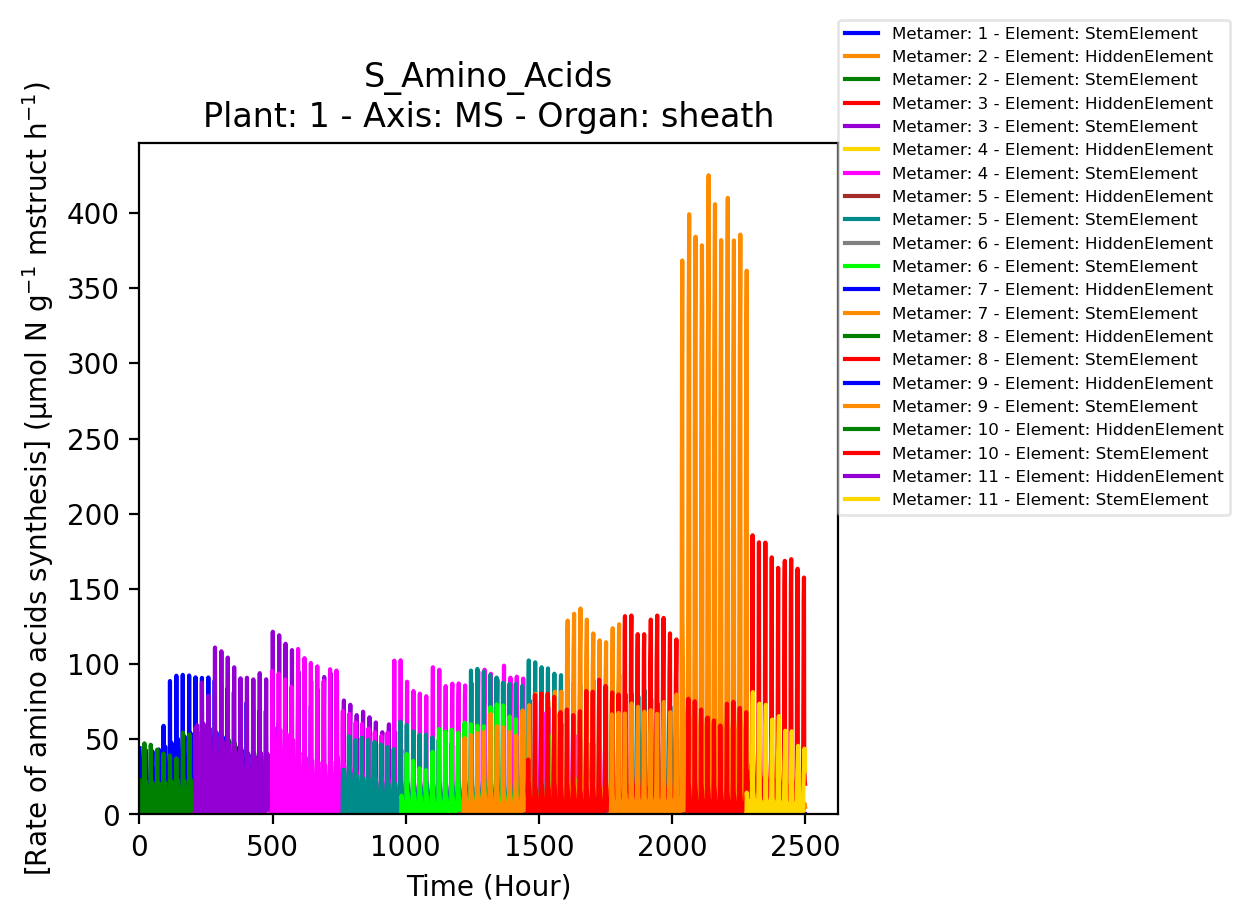 S_Amino_Acids
Plant: 1 - Axis: MS - Organ: sheath
[Rate of amino acids synthesis] (µmol N g⁻¹ mstruct h⁻¹)
400
350
300
250
200
150
100
50
0
0 500 1000 1500 2000 2500
Time (Hour)
Metamer: 1 - Element: StemElement
Metamer: 2 - Element: HiddenElement
Metamer: 2 - Element: StemElement
Metamer: 3 - Element: HiddenElement
Metamer: 3 - Element: StemElement
Metamer: 4 - Element: HiddenElement
Metamer: 4 - Element: StemElement
Metamer: 5 - Element: HiddenElement
Metamer: 5 - Element: StemElement
Metamer: 6 - Element: HiddenElement
Metamer: 6 - Element: StemElement
Metamer: 7 - Element: HiddenElement
Metamer: 7 - Element: StemElement
Metamer: 8 - Element: HiddenElement
Metamer: 8 - Element: StemElement
Metamer: 9 - Element: HiddenElement
Metamer: 9 - Element: StemElement
Metamer: 10 - Element: HiddenElement
Metamer: 10 - Element: StemElement
Metamer: 11 - Element: HiddenElement
Metamer: 11 - Element: StemElement